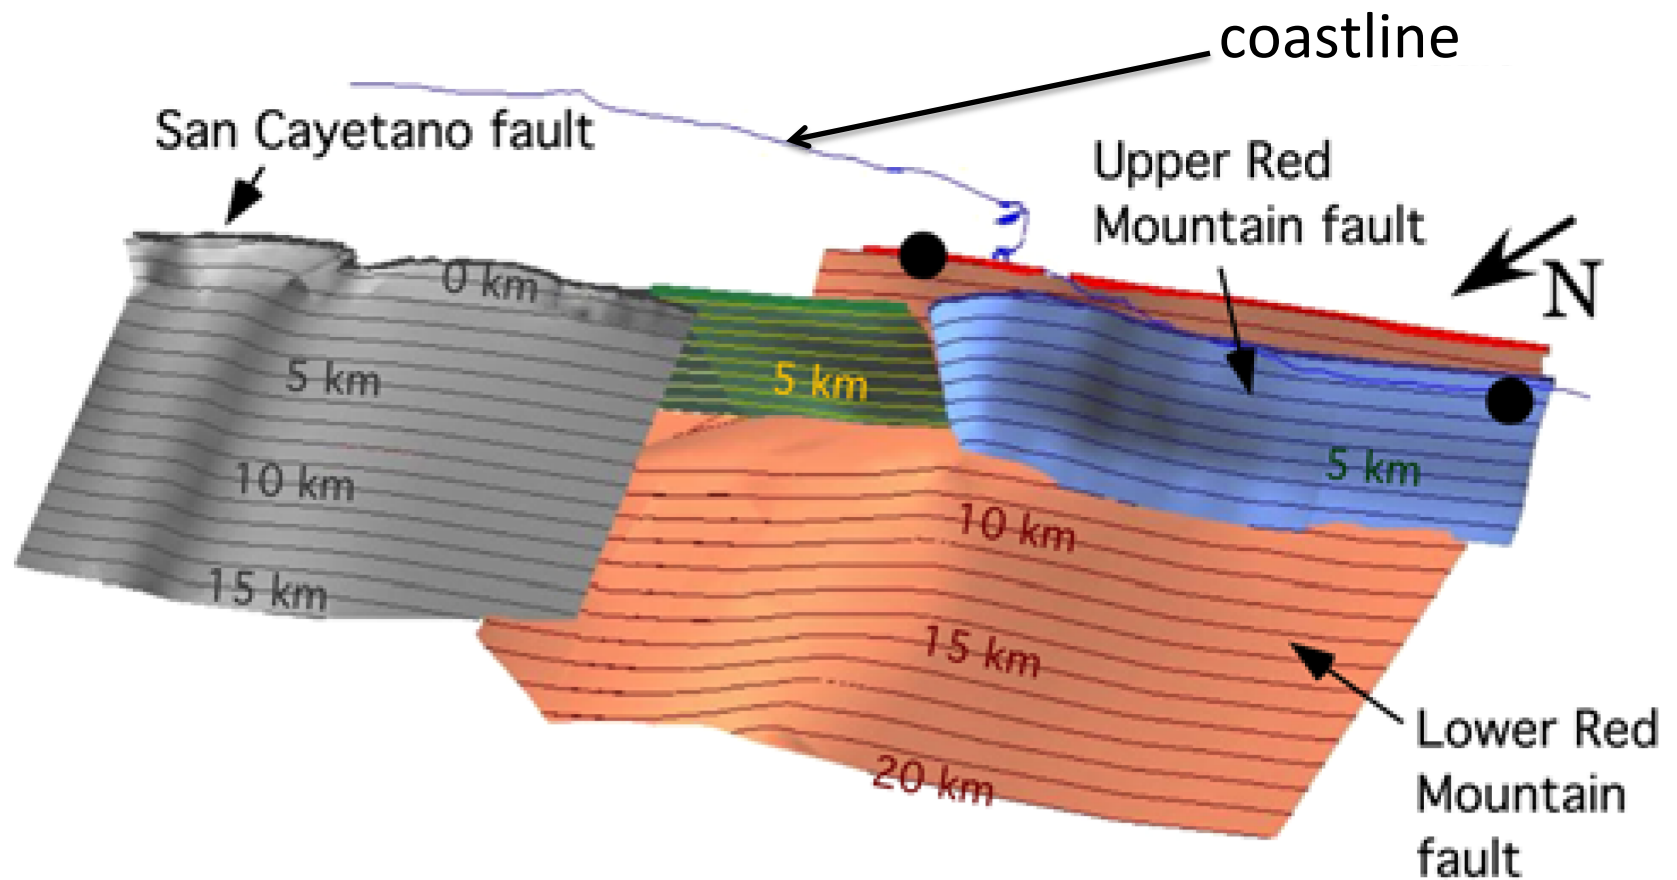 coastline
San Cayetano fault
Upper Red
Mountain fault
N
0 km
5 km
5 km
5 km
10 km
10 km
15 km
15 km
20 km
Lower Red
Mountain
fault